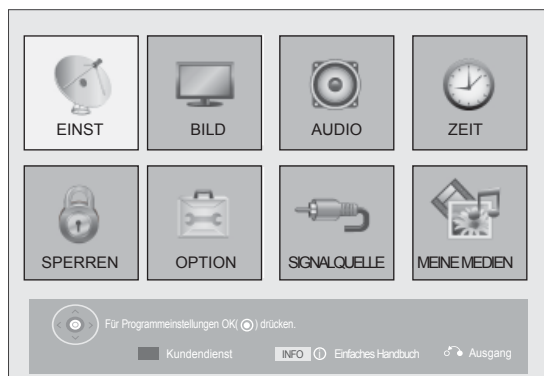 EINST BILD AUDIO ZEIT
SPERREN OPTION SIGNALQUELLE MEINE MEDIEN
Für Programmeinstellungen OK(◉) drücken.
Kundendienst INFO ⓘ Einfaches Handbuch Ausgang